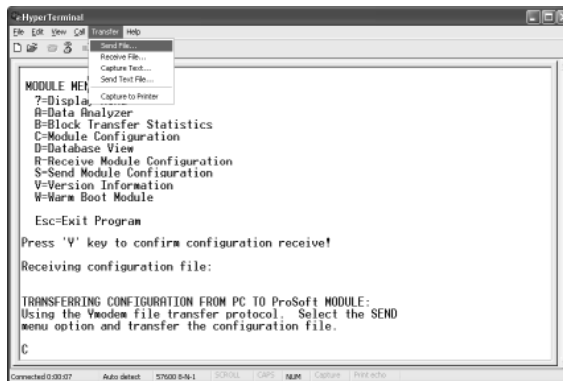 HyperTerminal
File Edit View Call Transfer Help
Send File...
Receive File...
Capture Text...
Send Text File...
Capture to Printer
MODULE ME
?=Displa
A=Data Analyzer
B=Block Transfer Statistics
C=Module Configuration
D=Database View
R=Receive Module Configuration
S=Send Module Configuration
V=Version Information
W=Warm Boot Module
Esc=Exit Program
Press 'Y' key to confirm configuration receive!
Receiving configuration file:
TRANSFERRING CONFIGURATION FROM PC TO ProSoft MODULE:
Using the Ymodem file transfer protocol. Select the SEND
menu option and transfer the configuration file.
C
Connected 0:00:07 Auto detect 57600 8-N-1 SCROLL CAPS NUM Capture Print echo